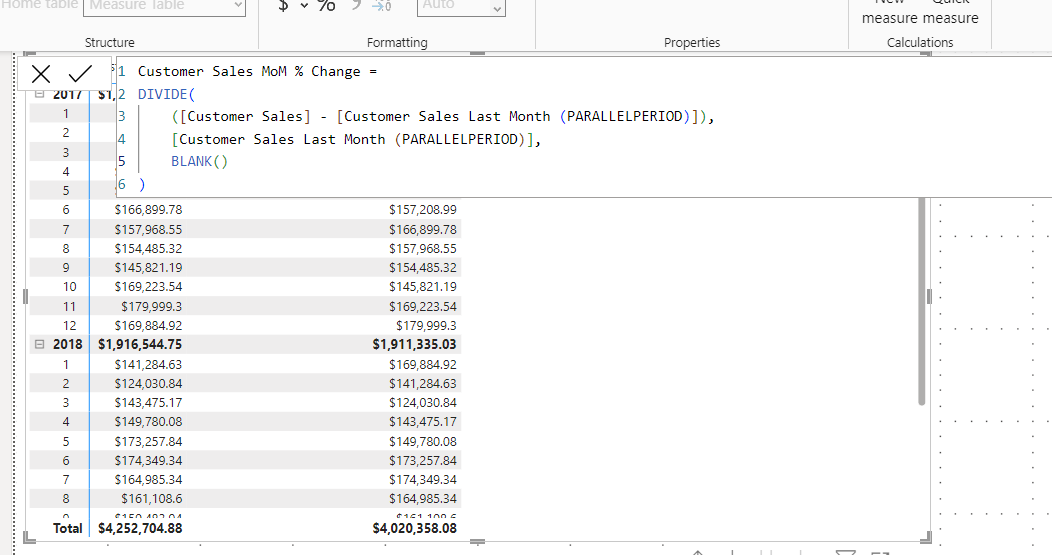 Home table Measure Table
$ % Auto
New Quick
measure measure
Structure Formatting Properties Calculations
1 Customer Sales MoM % Change =
2 DIVIDE(
3 ([Customer Sales] - [Customer Sales Last Month (PARALLELPERIOD)]),
4 [Customer Sales Last Month (PARALLELPERIOD)],
5 BLANK()
6 )
2017 $1,
1
2
3
4
5
6 $166,899.78 $157,208.99
7 $157,968.55 $166,899.78
8 $154,485.32 $157,968.55
9 $145,821.19 $154,485.32
10 $169,223.54 $145,821.19
11 $179,999.3 $169,223.54
12 $169,884.92 $179,999.3
2018 $1,916,544.75 $1,911,335.03
1 $141,284.63 $169,884.92
2 $124,030.84 $141,284.63
3 $143,475.17 $124,030.84
4 $149,780.08 $143,475.17
5 $173,257.84 $149,780.08
6 $174,349.34 $173,257.84
7 $164,985.34 $174,349.34
8 $161,108.6 $164,985.34
Total $4,252,704.88 $4,020,358.08